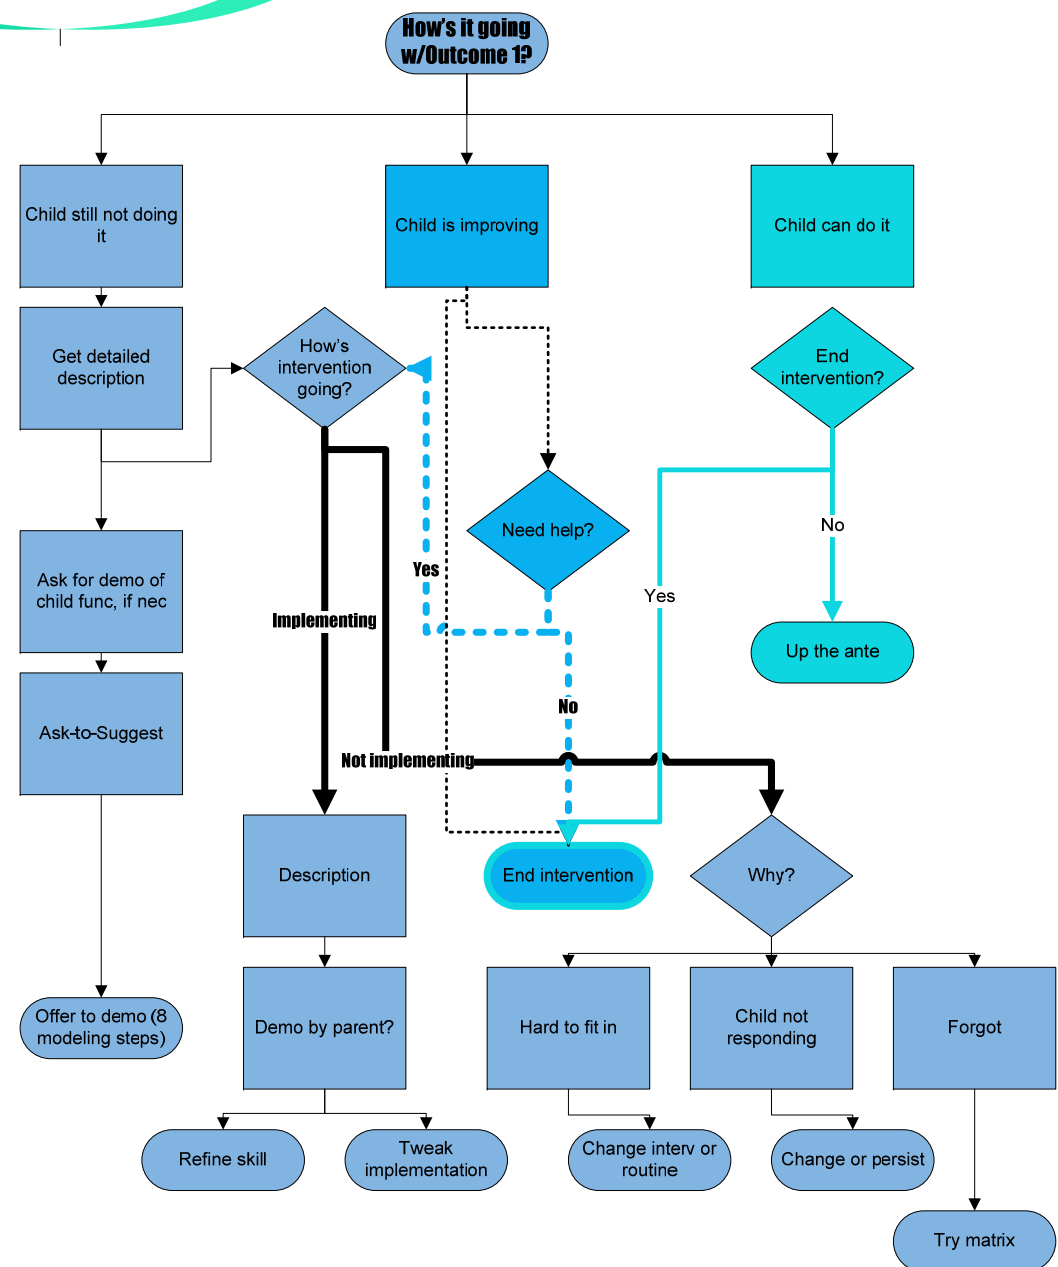 How's it going
w/Outcome 1?
Child still not doing
it
Child is improving
Child can do it
Get detailed
description
How's
intervention
going?
End
intervention?
Need help?
No
Ask for demo of
child func, if nec
Yes
Yes
Implementing
Up the ante
Ask-to-Suggest
No
Not implementing
Description
End intervention
Why?
Offer to demo (8
modeling steps)
Demo by parent?
Hard to fit in
Child not
responding
Forgot
Refine skill
Tweak
implementation
Change interv or
routine
Change or persist
Try matrix